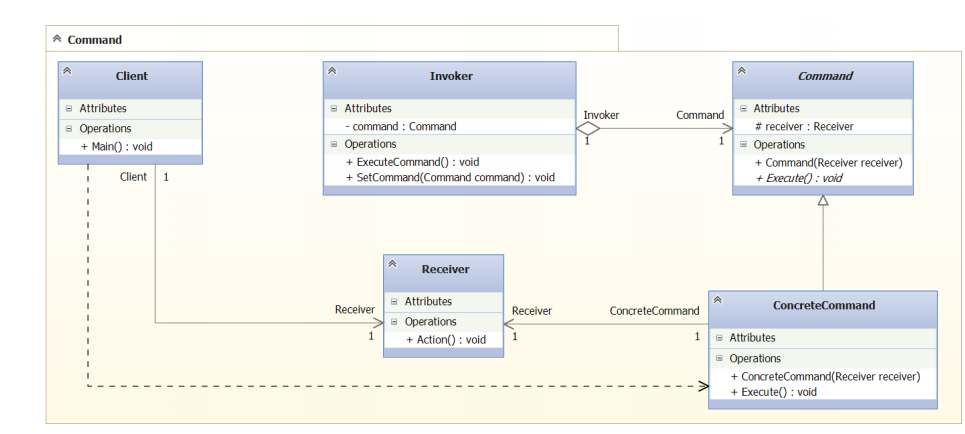 Command
Client
Attributes
Operations
+ Main() : void
Client 1
Invoker
Attributes
- command : Command
Operations
+ ExecuteCommand() : void
+ SetCommand(Command command) : void
Invoker
1
Command
1
Command
Attributes
# receiver : Receiver
Operations
+ Command(Receiver receiver)
+ Execute() : void
Receiver
1
Receiver
Attributes
Operations
+ Action() : void
Receiver
1
ConcreteCommand
1
ConcreteCommand
Attributes
Operations
+ ConcreteCommand(Receiver receiver)
+ Execute() : void